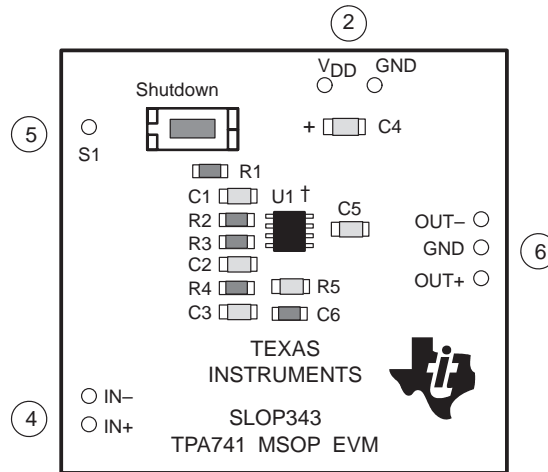 2
VDD GND
Shutdown
5
S1
+ C4
R1
C1 U1 †
R2 C5
R3
OUT–
GND
6
C2
OUT+
R4 R5
C3 C6
TEXAS
INSTRUMENTS
ti
4
IN–
IN+
SLOP343
TPA741 MSOP EVM